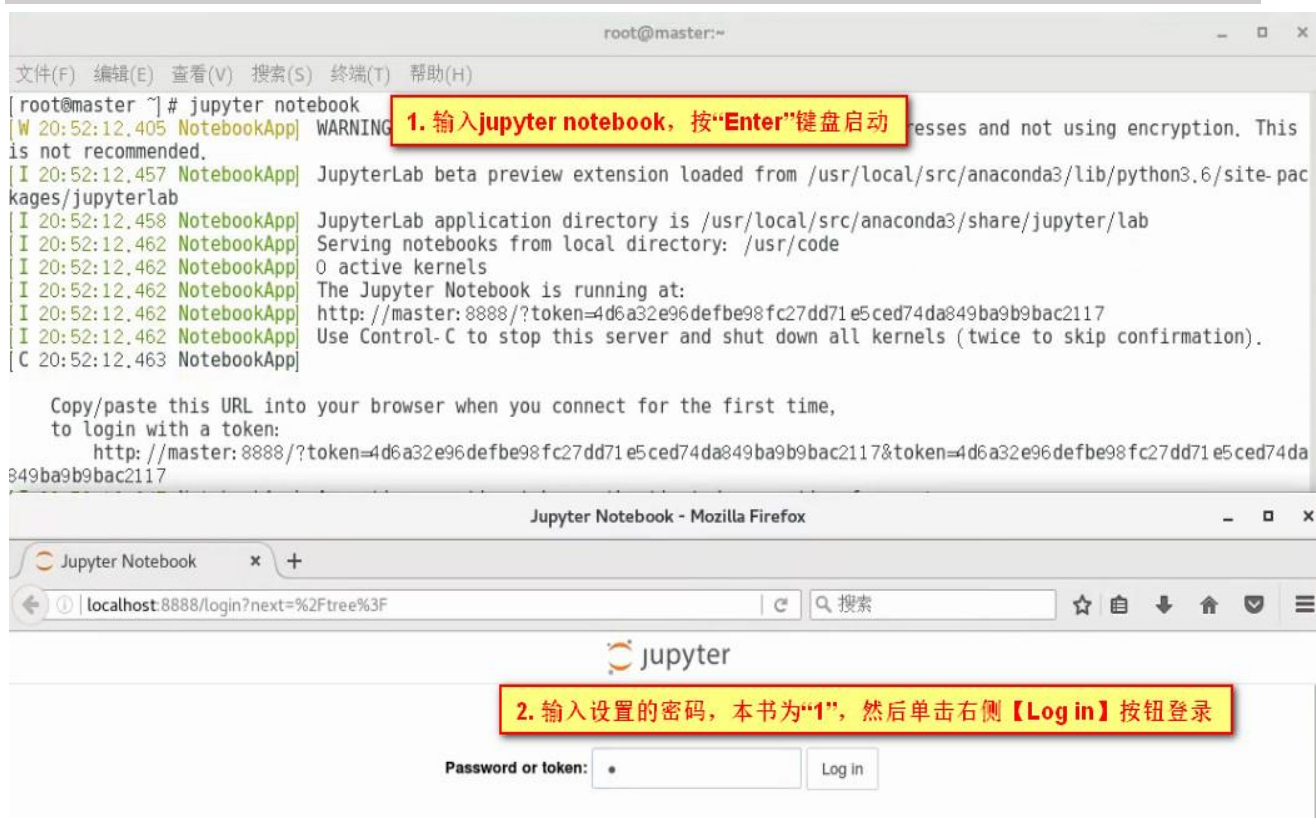 root@master:~
文件(F) 编辑(E) 查看(V) 搜索(S) 终端(T) 帮助(H)
[root@master ~]# jupyter notebook
1. 输入jupyter notebook，按“Enter”键盘启动
[W 20:52:12.405 NotebookApp] WARNING resses and not using encryption. This
is not recommended.
[I 20:52:12.457 NotebookApp] JupyterLab beta preview extension loaded from /usr/local/src/anaconda3/lib/python3.6/site-pac
kages/jupyterlab
[I 20:52:12.458 NotebookApp] JupyterLab application directory is /usr/local/src/anaconda3/share/jupyter/lab
[I 20:52:12.462 NotebookApp] Serving notebooks from local directory: /usr/code
[I 20:52:12.462 NotebookApp] 0 active kernels
[I 20:52:12.462 NotebookApp] The Jupyter Notebook is running at:
[I 20:52:12.462 NotebookApp] http://master:8888/?token=4d6a32e96defbe98fc27dd71e5ced74da849ba9b9bac2117
[I 20:52:12.462 NotebookApp] Use Control-C to stop this server and shut down all kernels (twice to skip confirmation).
[C 20:52:12.463 NotebookApp]
Copy/paste this URL into your browser when you connect for the first time,
to login with a token:
http://master:8888/?token=4d6a32e96defbe98fc27dd71e5ced74da849ba9b9bac2117&token=4d6a32e96defbe98fc27dd71e5ced74da
849ba9b9bac2117
Jupyter Notebook - Mozilla Firefox
Jupyter Notebook
localhost:8888/login?next=%2Ftree%3F
搜索
jupyter
2. 输入设置的密码，本书为“1”，然后单击右侧【Log in】按钮登录
Password or token:
Log in